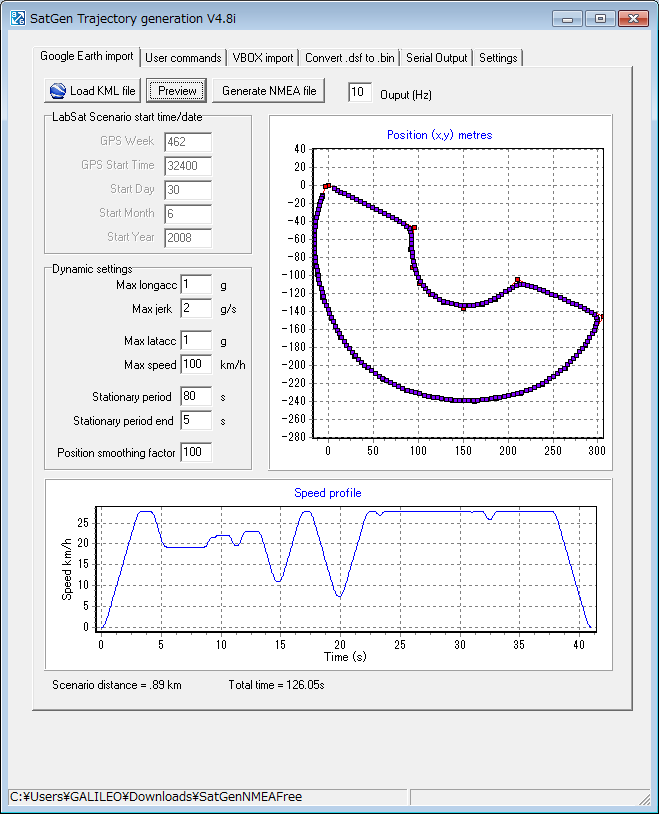 SatGen Trajectory generation V4.8i
Google Earth import User commands VBOX import Convert .dsf to .bin Serial Output Settings
Load KML file Preview Generate NMEA file 10 Ouput (Hz)
LabSat Scenario start time/date
GPS Week 462
GPS Start Time 32400
Start Day 30
Start Month 6
Start Year 2008
Dynamic settings
Max longacc 1 g
Max jerk 2 g/s
Max latacc 1 g
Max speed 100 km/h
Stationary period 80 s
Stationary period end 5 s
Position smoothing factor 100
Position (x,y) metres
40
20
0
-20
-40
-60
-80
-100
-120
-140
-160
-180
-200
-220
-240
-260
-280
0 50 100 150 200 250 300
Speed profile
Speed km/h
25
20
15
10
5
0
0 5 10 15 20 25 30 35 40
Time (s)
Scenario distance = .89 km Total time = 126.05s
C:¥Users¥GALILEO¥Downloads¥SatGenNMEAFree